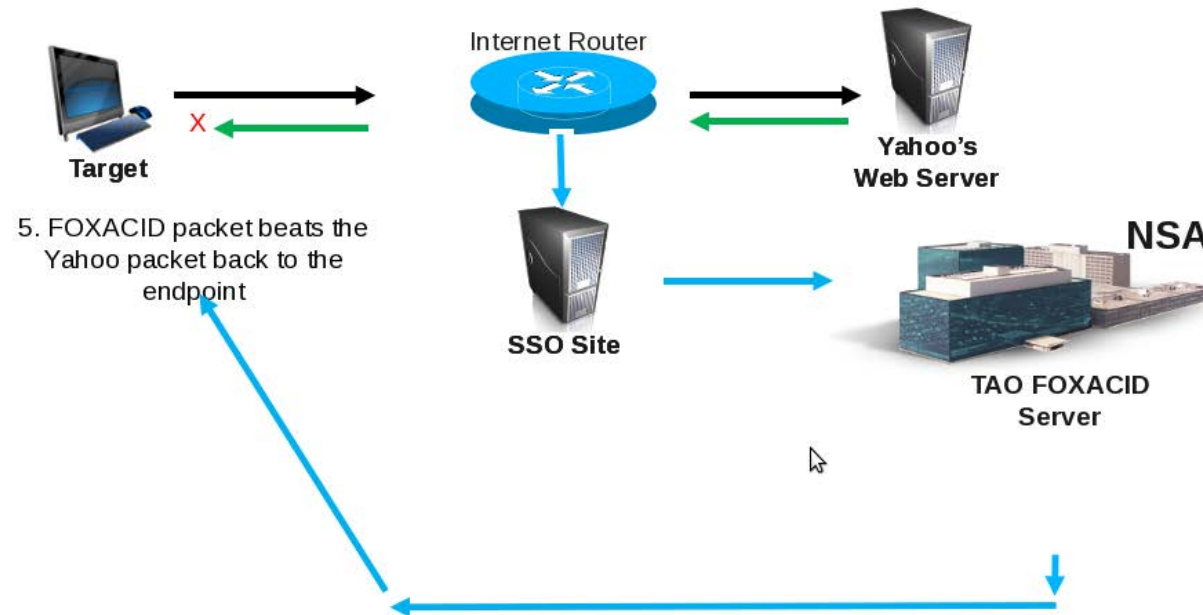 Internet Router
X
Target
Yahoo's
Web Server
5. FOXACID packet beats the
Yahoo packet back to the
endpoint
NSA
SSO Site
TAO FOXACID
Server